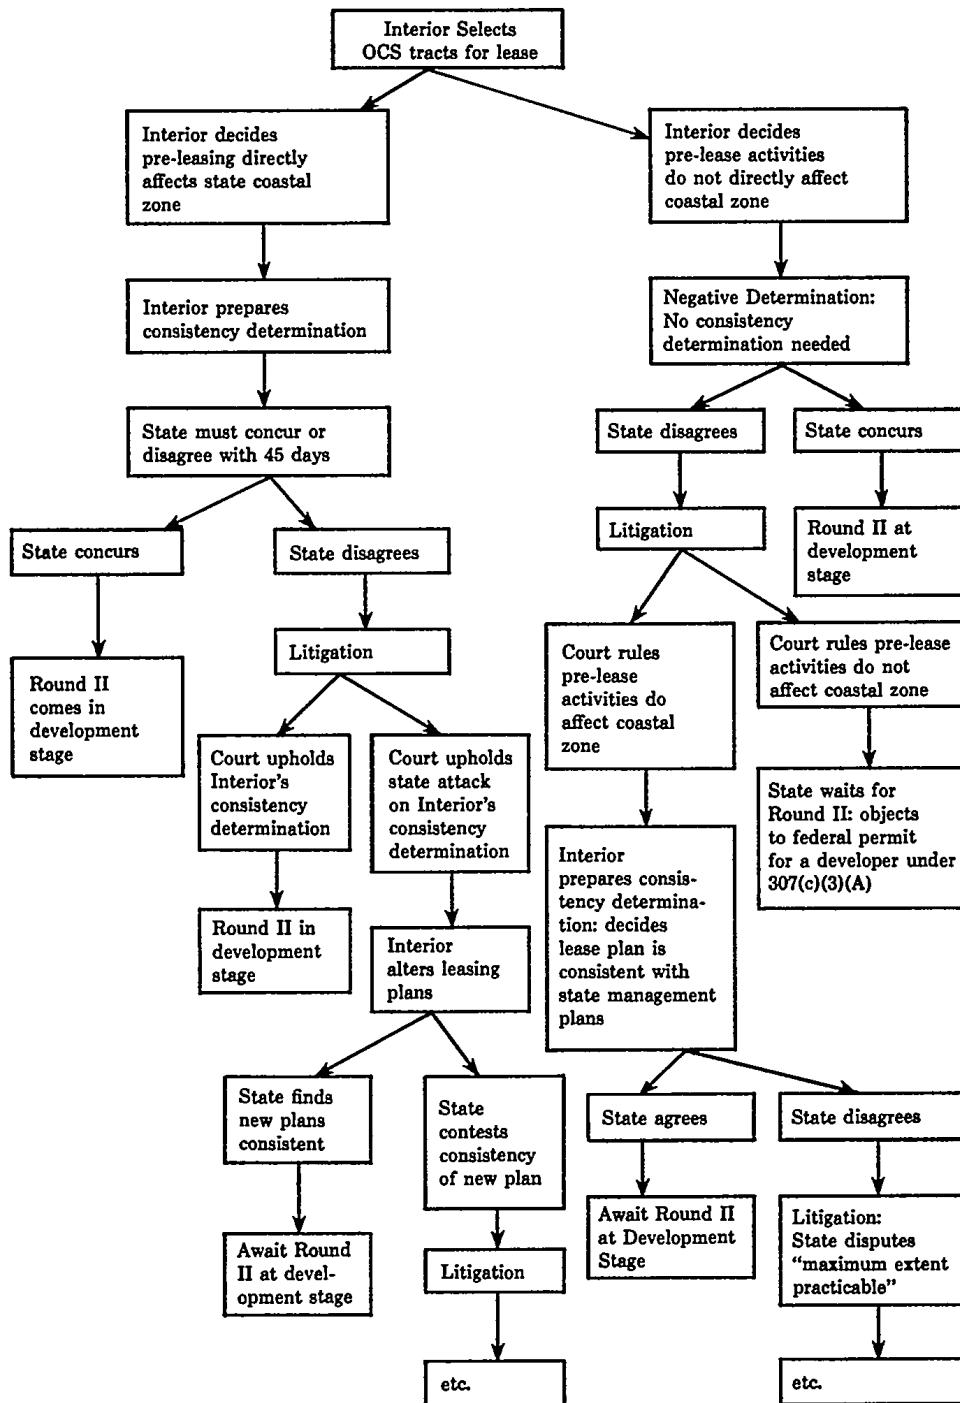 Interior Selects
OCS tracts for lease
Interior decides
pre-leasing directly
affects state coastal
zone
Interior decides
pre-lease activities
do not directly affect
coastal zone
Interior prepares
consistency determination
Negative Determination:
No consistency
determination needed
State must concur or
disagree with 45 days
State disagrees
State concurs
State concurs
State disagrees
Litigation
Round II at
development
stage
Round II
comes in
development
stage
Litigation
Court rules
pre-lease
activities do
affect coastal
zone
Court rules pre-lease
activities do not
affect coastal zone
Court upholds
Interior's
consistency
determination
Court upholds
state attack
on Interior's
consistency
determination
State waits for
Round II: objects
to federal permit
for a developer under
307(c)(3)(A)
Interior
prepares consis-
tency determina-
tion: decides
lease plan is
consistent with
state management
plans
Round II in
development
stage
Interior
alters leasing
plans
State finds
new plans
consistent
State
contests
consistency
of new plan
State agrees
State disagrees
Await Round
II at devel-
opment stage
Litigation
Await Round II
at Development
Stage
Litigation:
State disputes
“maximum extent
practicable”
etc.
etc.